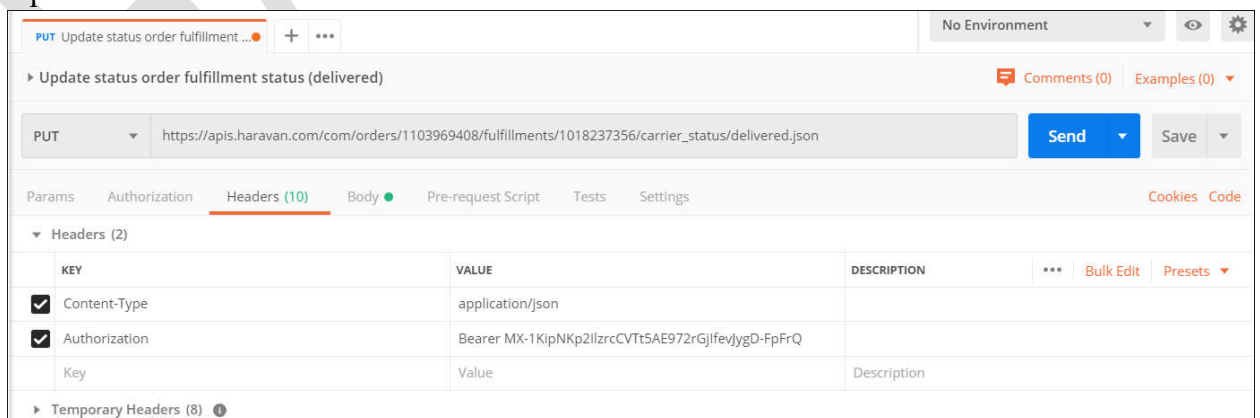 PUT Update status order fulfillment ... + •••
No Environment
Update status order fulfillment status (delivered)
Comments (0) Examples (0)
PUT https://apis.haravan.com/com/orders/1103969408/fulfillments/1018237356/carrier_status/delivered.json Send Save
Params Authorization Headers (10) Body Pre-request Script Tests Settings Cookies Code
Headers (2)
KEY VALUE DESCRIPTION ••• Bulk Edit Presets
Content-Type application/json
Authorization Bearer MX-1KipNKp2IlzrcCVTt5AE972rGjIfevJygD-FpFrQ
Key Value Description
Temporary Headers (8)